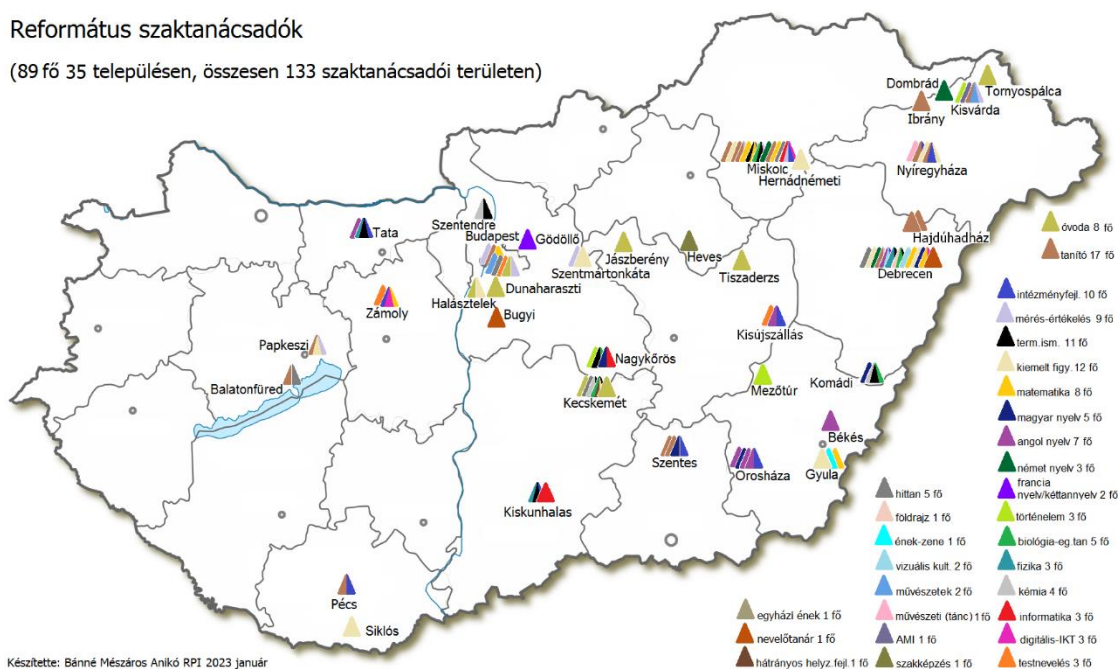 Református szaktanácsadók
(89 fő 35 településen, összesen 133 szaktanácsadói területen)
Dombrád
Tornyospálca
Kisvárda
Ibrány
Miskolc
Hernádnémeti
Nyíregyháza
Szentendre
Tata
Budapest
Gödöllő
Jászberény
Heves
Hajdúhadház
Szentmártonkáta
Debrecen
Tiszaderzs
Halásztelek
Dunaharaszti
Zámoly
Bugyi
Kisújszállás
Papkeszi
Nagykőrös
Balatonfüred
Kecskemét
Mezőtúr
Komádi
Békés
Szentes
Orosháza
Gyula
Kiskunhalas
Pécs
Siklós
óvoda 8 fő
tanító 17 fő
intézményfejl. 10 fő
mérés-értékelés 9 fő
term.ism. 11 fő
kiemelt figy. 12 fő
matematika 8 fő
magyar nyelv 5 fő
angol nyelv 7 fő
német nyelv 3 fő
francia
nyelv/kéttannyelv 2 fő
történelem 3 fő
biológia-eg.tan 5 fő
fizika 3 fő
kémia 4 fő
informatika 3 fő
digitális-IKT 3 fő
testnevelés 3 fő
hittan 5 fő
földrajz 1 fő
ének-zene 1 fő
vizuális kult. 2 fő
művészetek 2 fő
művészeti (tánc) 1 fő
AMI 1 fő
szakképzés 1 fő
egyházi ének 1 fő
nevelőtanár 1 fő
hátrányos helyz.fejl. 1 fő
Készítette: Bánné Mészáros Anikó RPI 2023 január